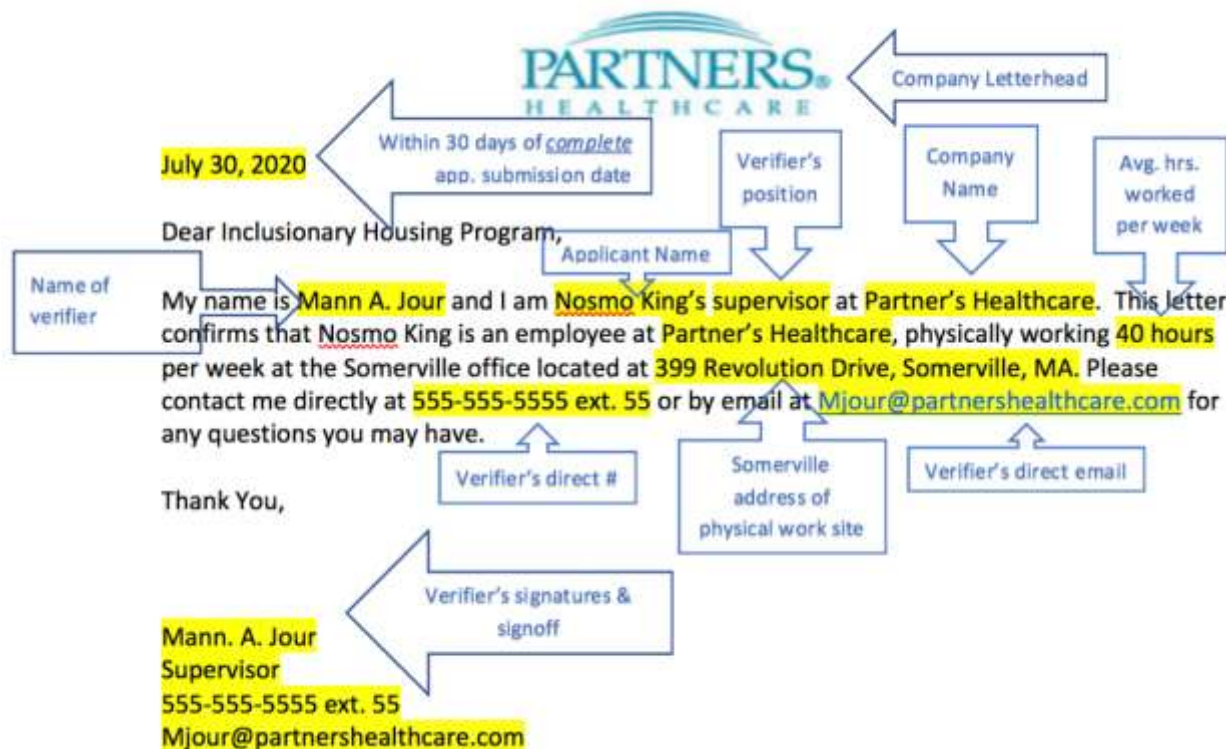 PARTNERS®
HEALTHCARE
Company Letterhead
Within 30 days of complete
app. submission date
July 30, 2020
Verifier's
position
Company
Name
Avg. hrs.
worked
per week
Dear Inclusionary Housing Program,
Applicant Name
Name of
verifier
My name is Mann A. Jour and I am Nosmo King's supervisor at Partner's Healthcare. This letter
confirms that Nosmo King is an employee at Partner's Healthcare, physically working 40 hours
per week at the Somerville office located at 399 Revolution Drive, Somerville, MA. Please
contact me directly at 555-555-5555 ext. 55 or by email at Mjour@partnershealthcare.com for
any questions you may have.
Verifier's direct #
Somerville
address of
physical work site
Verifier's direct email
Thank You,
Verifier's signatures &
signoff
Mann. A. Jour
Supervisor
555-555-5555 ext. 55
Mjour@partnershealthcare.com